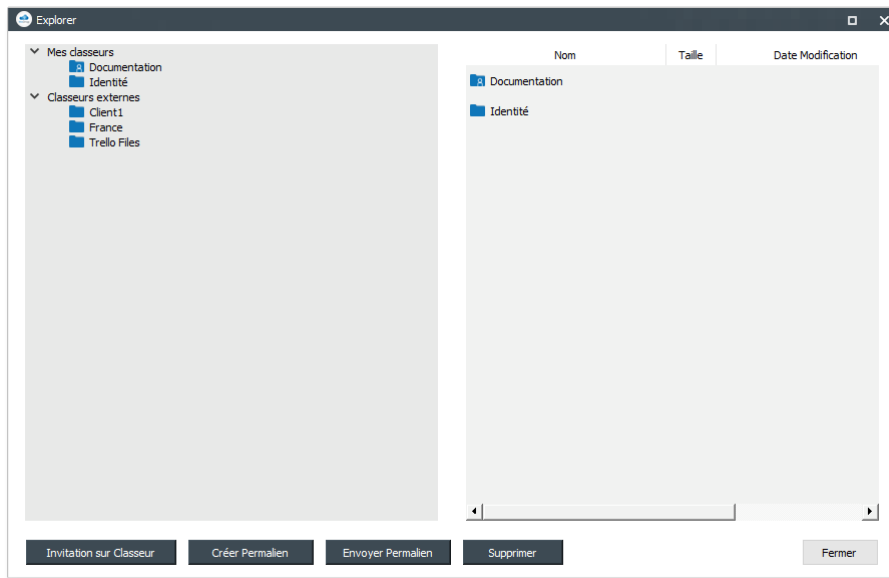 Explorer
Mes classeurs
Documentation
Identité
Classeurs externes
Client1
France
Trello Files
Nom Taille Date Modification
Documentation
Identité
Invitation sur Classeur Créer Permalien Envoyer Permalien Supprimer Fermer